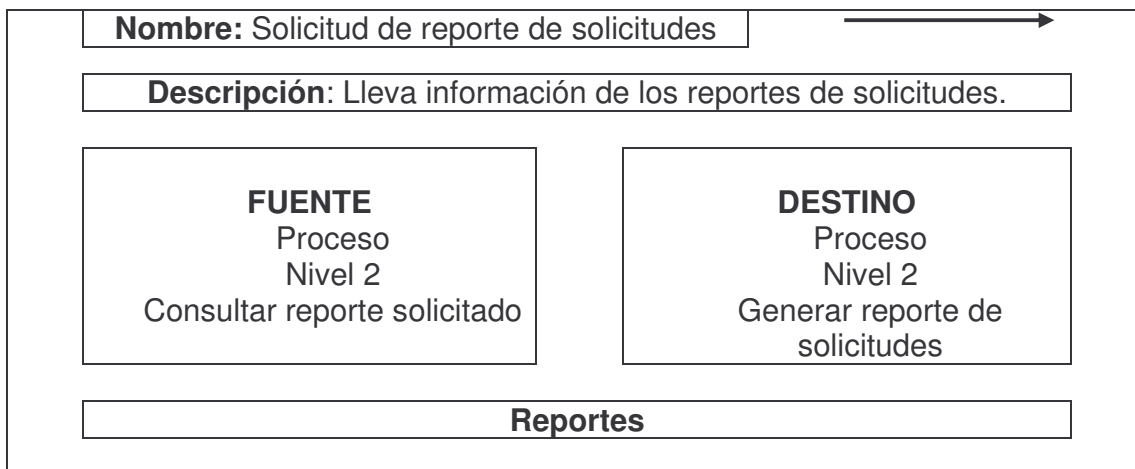 Nombre: Solicitud de reporte de solicitudes
Descripción: Lleva información de los reportes de solicitudes.
FUENTE
Proceso
Nivel 2
Consultar reporte solicitado
DESTINO
Proceso
Nivel 2
Generar reporte de
solicitudes
Reportes